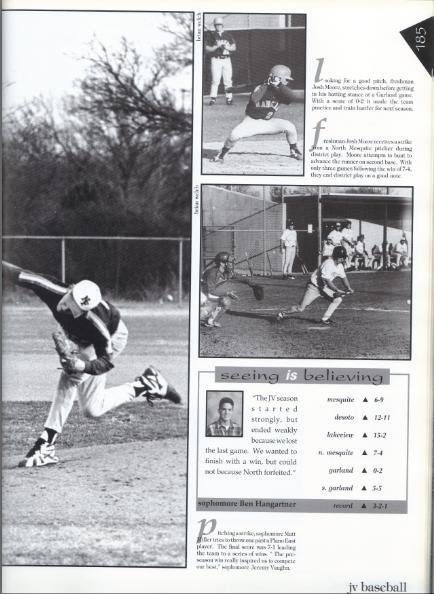 185
brian welch
looking for a good pitch, freshman
Josh Moore, stretches down before getting
in his batting stance at a Garland game.
With a score of 0-2 it made the team
practice and train harder for next season.
freshman Josh Moore receives a strike
from a North Mesquite pitcher during
district play. Moore attempts to bunt to
advance the runner on second base. With
only three games following the win of 7-4,
they end district play on a good note.
brian welch
seeing is believing
"The JV season
started
strongly, but
ended weakly
because we lost
the last game. We wanted to
finish with a win, but could
not because North forfeited."
sophomore Ben Hangartner
mesquite ▲ 6-9
desoto ▲ 12-11
lakeview ▲ 15-2
n. mesquite ▲ 7-4
garland ▲ 0-2
s. garland ▲ 5-5
record ▲ 3-2-1
pitching a strike, sophomore Matt
Miller tries to throw one past a Plano East
player. The final score was 7-1 leading
the team to a series of wins. "The pre-
season win really inspired us to compete
our best," sophomore Jeremy Vaughn.
jv baseball